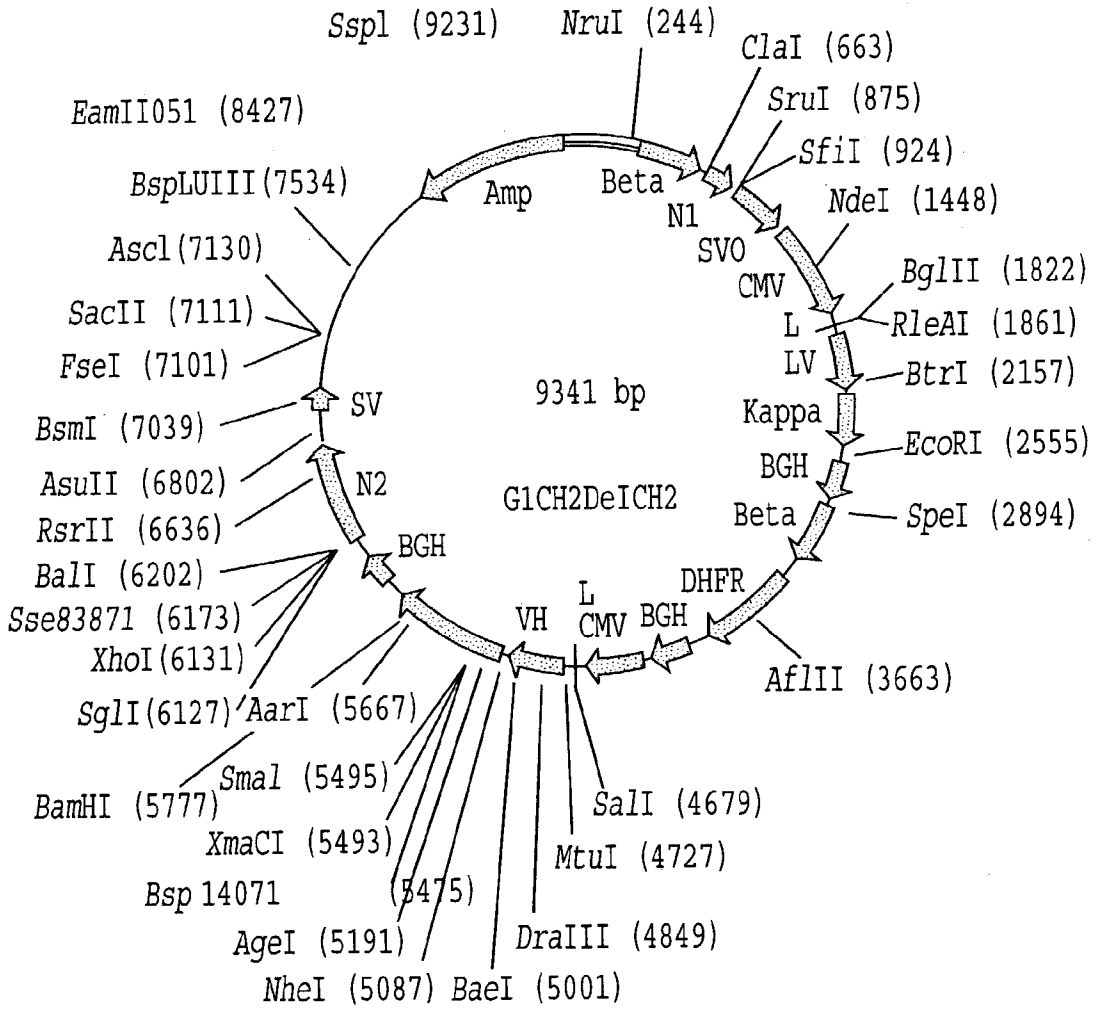 SspI (9231)
NruI (244)
ClaI (663)
SruI (875)
SfiI (924)
NdeI (1448)
BglII (1822)
RleAI (1861)
BtrI (2157)
EcoRI (2555)
SpeI (2894)
AflII (3663)
SalI (4679)
MtuI (4727)
DraIII (4849)
BaeI (5001)
NheI (5087)
AgeI (5191)
Bsp 14071 (5475)
XmaCI (5493)
SmaI (5495)
AarI (5667)
BamHI (5777)
SglI(6127)
XhoI(6131)
Sse83871 (6173)
BalI (6202)
RsrII (6636)
AsuII (6802)
BsmI (7039)
FseI (7101)
SacII (7111)
AscI(7130)
BspLUIII(7534)
EamII051 (8427)
Amp
Beta
N1
SVO
CMV
L
LV
Kappa
BGH
Beta
DHFR
BGH
L
CMV
VH
BGH
N2
SV
9341 bp
G1CH2DeICH2